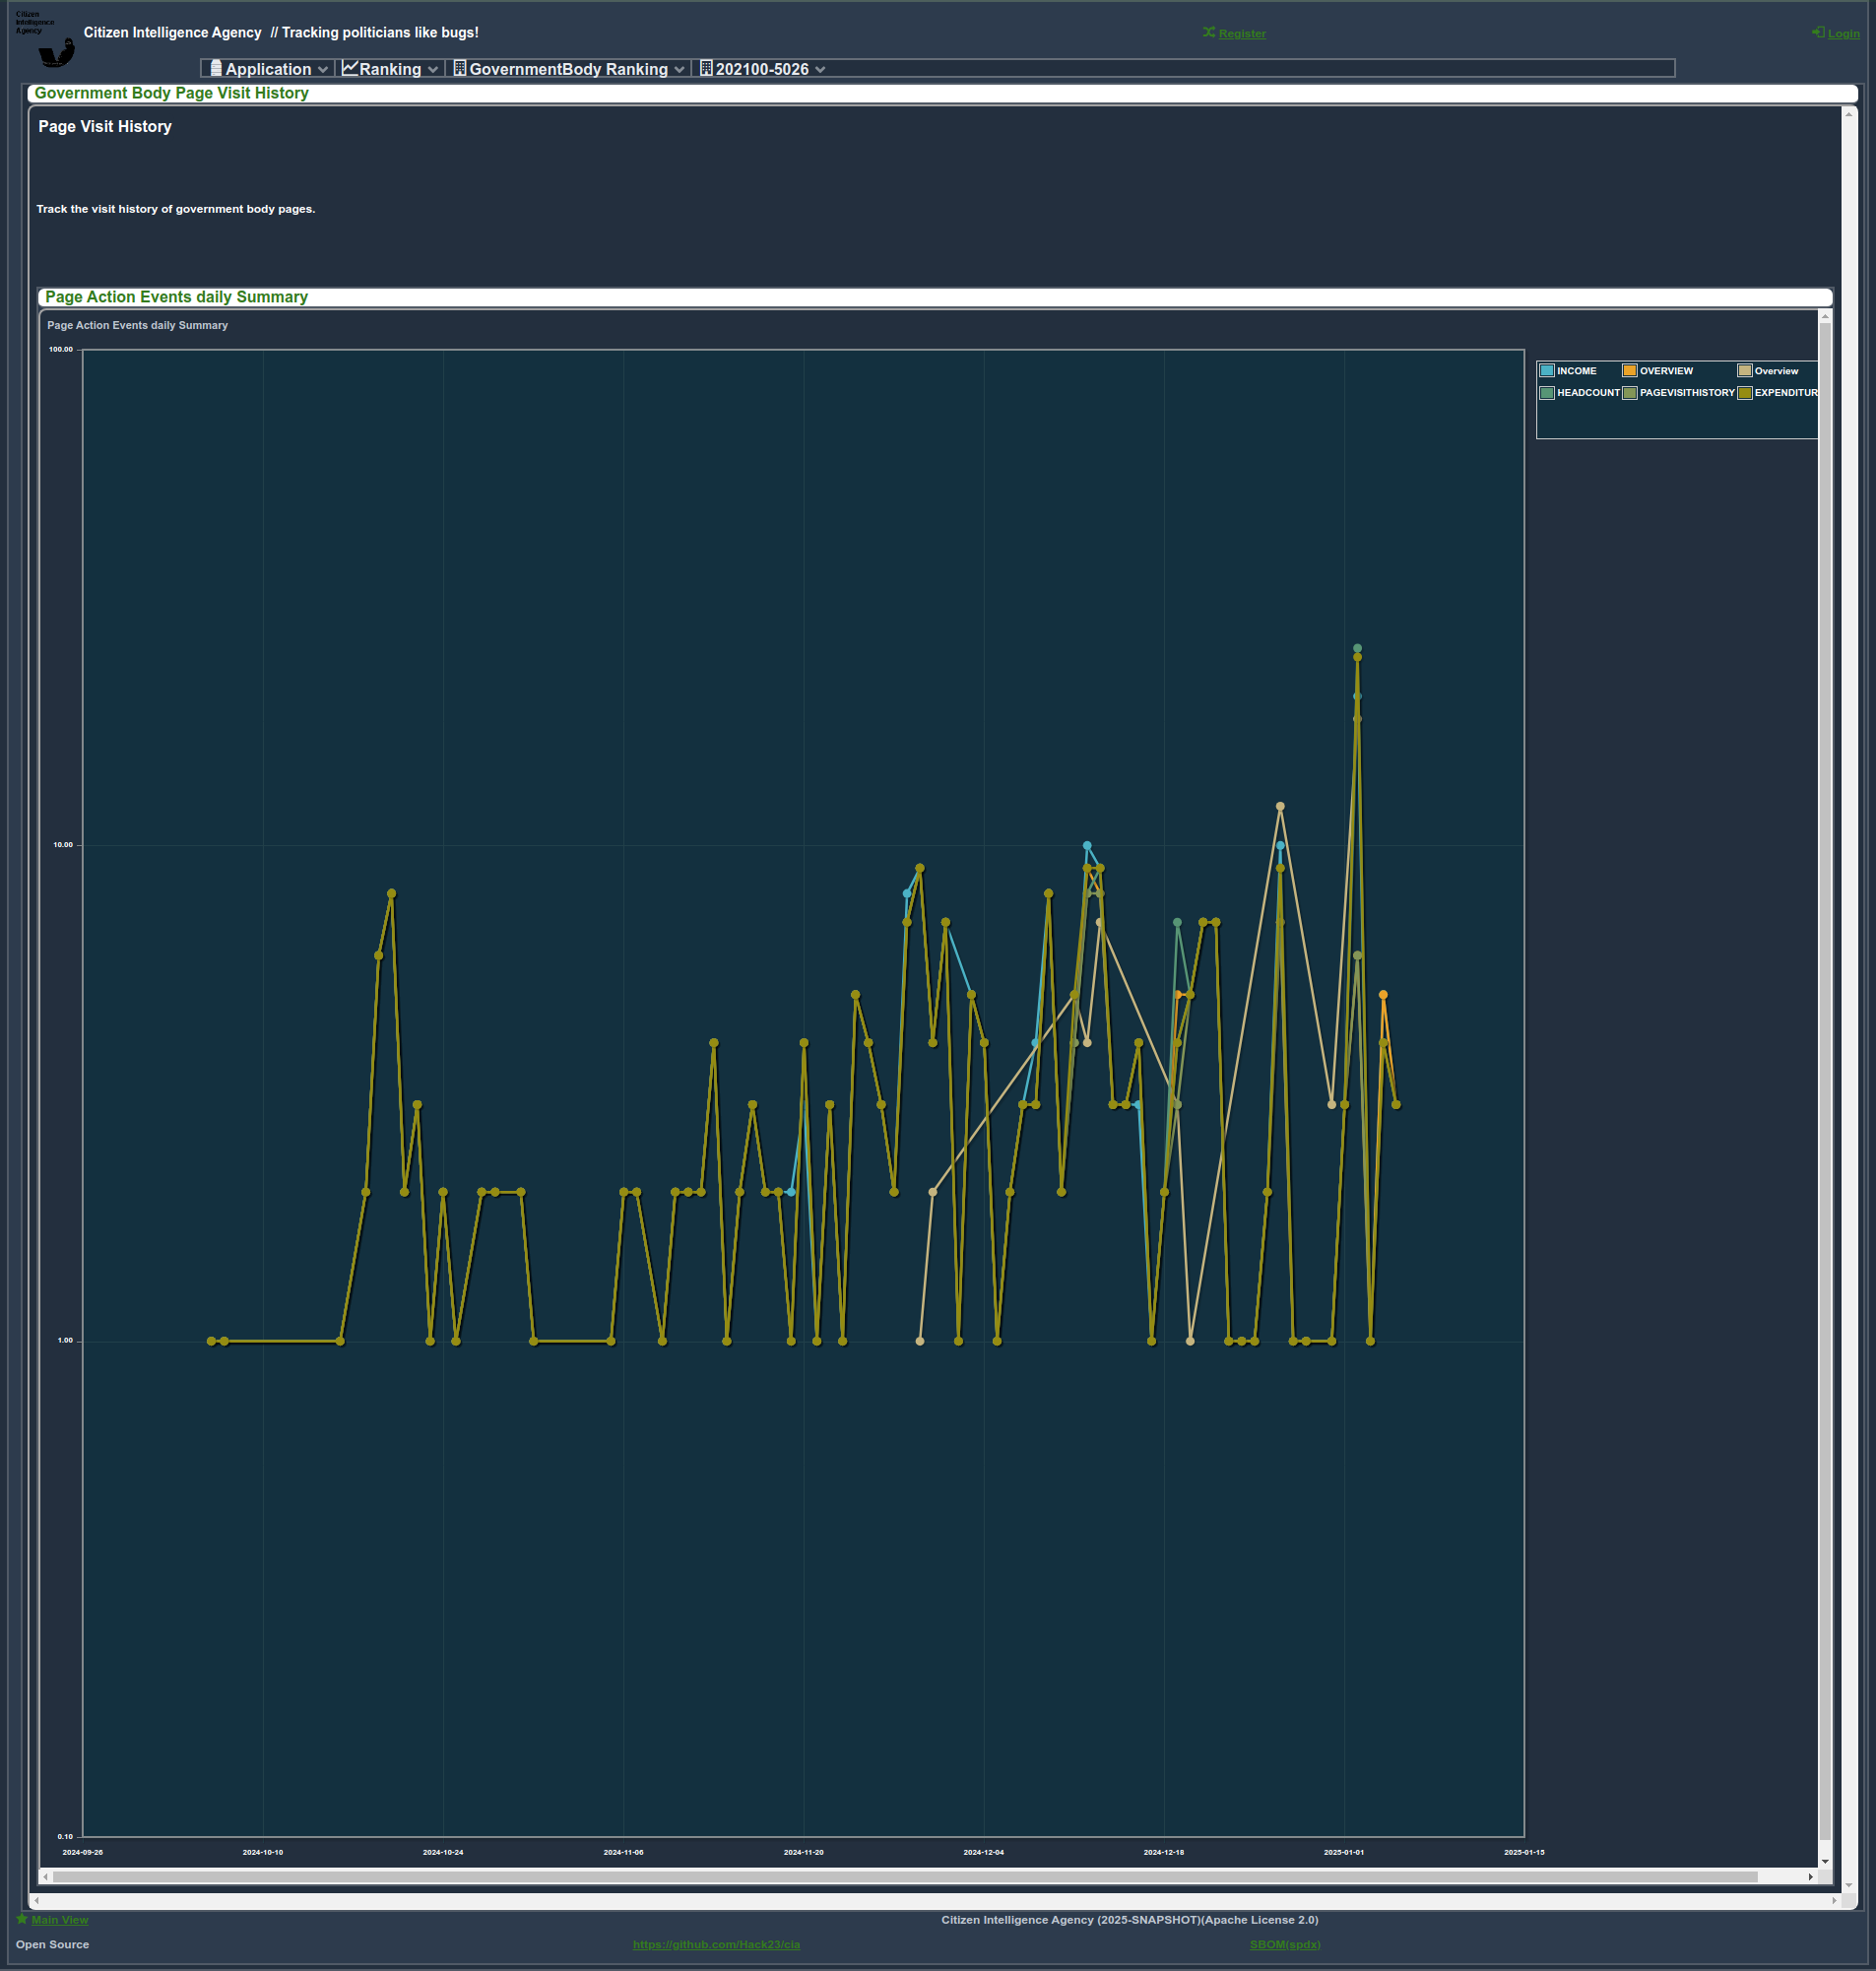 Citizen
Intelligence
Agency
Citizen Intelligence Agency // Tracking politicians like bugs!
Register
Login
Application
Ranking
GovernmentBody Ranking
202100-5026
Government Body Page Visit History
Page Visit History
Track the visit history of government body pages.
Page Action Events daily Summary
Page Action Events daily Summary
100.00
INCOME
OVERVIEW
Overview
HEADCOUNT
PAGEVISITHISTORY
EXPENDITUR
10.00
1.00
0.10
2024-09-26
2024-10-10
2024-10-24
2024-11-06
2024-11-20
2024-12-04
2024-12-18
2025-01-01
2025-01-15
Main View
Citizen Intelligence Agency (2025-SNAPSHOT)(Apache License 2.0)
Open Source
https://github.com/Hack23/cia
SBOM(spdx)